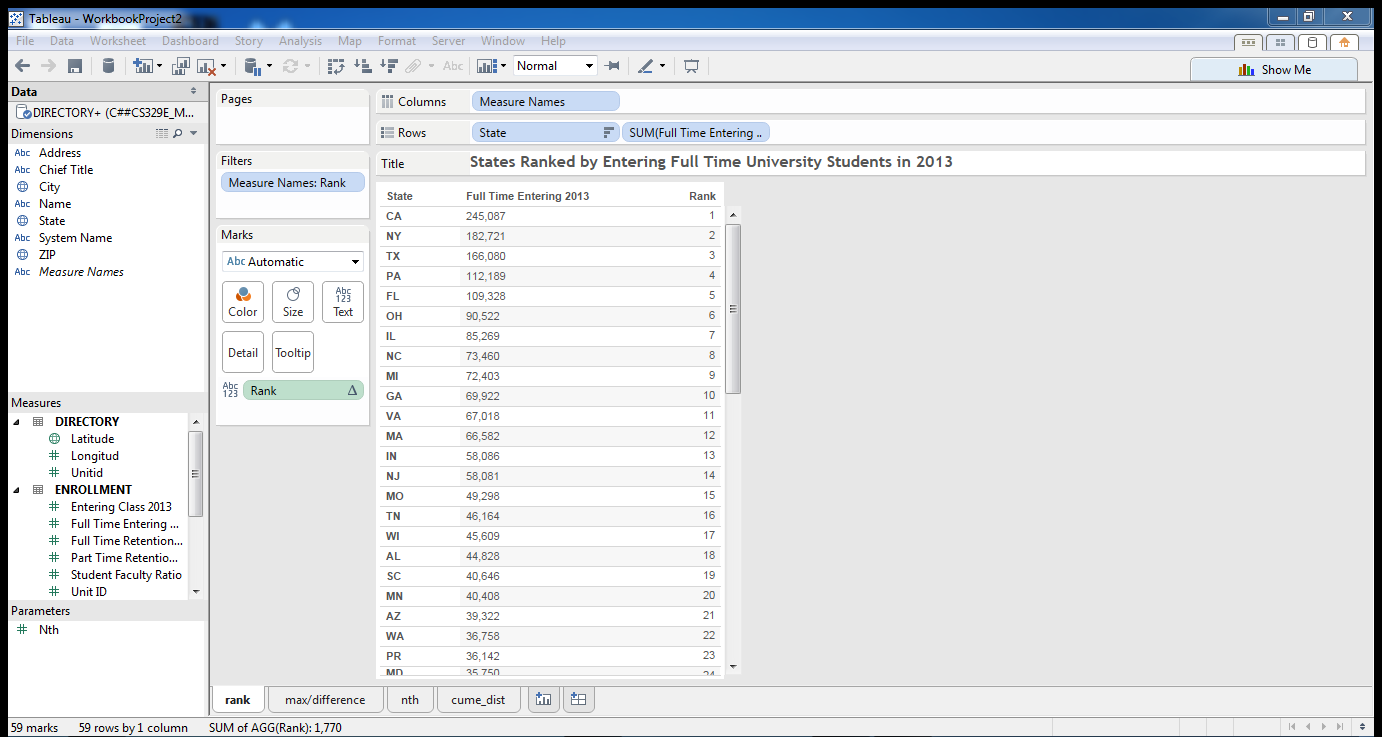 Tableau - WorkbookProject2
File Data Worksheet Dashboard Story Analysis Map Format Server Window Help
Abc Normal
Show Me
Data
DIRECTORY+ (C##CS329E_M...
Dimensions
Abc Address
Abc Chief Title
City
Abc Name
State
Abc System Name
ZIP
Abc Measure Names
Measures
DIRECTORY
Latitude
Longitud
Unitid
ENROLLMENT
Entering Class 2013
Full Time Entering ...
Full Time Retention...
Part Time Retentio...
Student Faculty Ratio
Unit ID
Parameters
Nth
Pages
Filters
Measure Names: Rank
Marks
Abc Automatic
Color
Size
Abc
123
Text
Detail
Tooltip
Abc
123
Rank Δ
Columns Measure Names
Rows State SUM(Full Time Entering ..
Title States Ranked by Entering Full Time University Students in 2013
State Full Time Entering 2013 Rank
CA 245,087 1
NY 182,721 2
TX 166,080 3
PA 112,189 4
FL 109,328 5
OH 90,522 6
IL 85,269 7
NC 73,460 8
MI 72,403 9
GA 69,922 10
VA 67,018 11
MA 66,582 12
IN 58,086 13
NJ 58,081 14
MO 49,298 15
TN 46,164 16
WI 45,609 17
AL 44,828 18
SC 40,646 19
MN 40,408 20
AZ 39,322 21
WA 36,758 22
PR 36,142 23
MD 35,750 24
rank max/difference nth cume_dist
59 marks 59 rows by 1 column SUM of AGG(Rank): 1,770